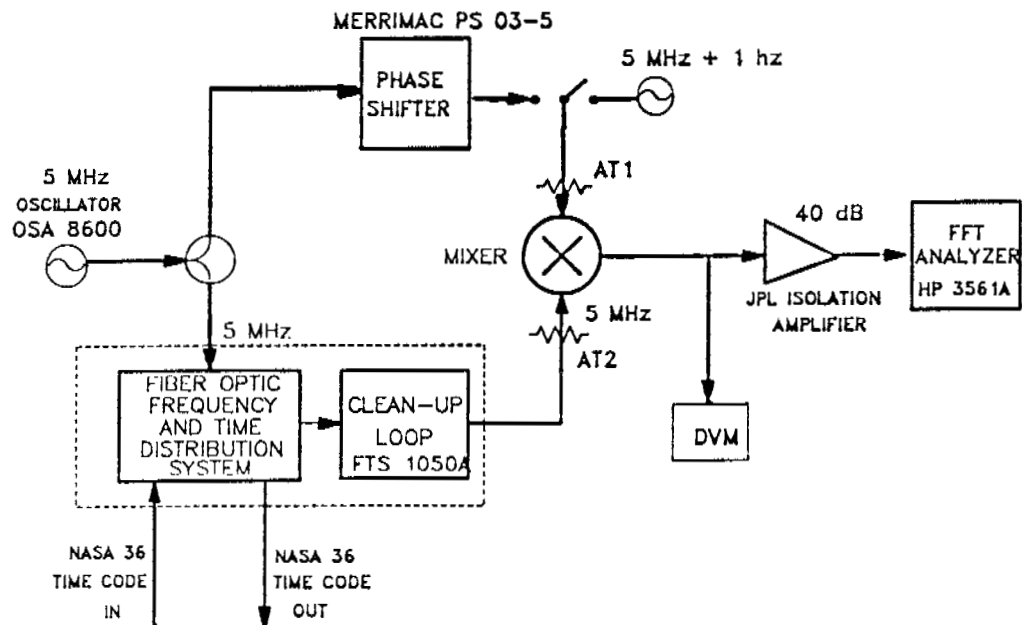 MERRIMAC PS 03-5
PHASE
SHIFTER
5 MHz + 1 hz
AT1
5 MHz
OSCILLATOR
OSA 8600
MIXER
40 dB
FFT
ANALYZER
HP 3561A
JPL ISOLATION
AMPLIFIER
5 MHz
AT2
5 MHz
FIBER OPTIC
FREQUENCY
AND TIME
DISTRIBUTION
SYSTEM
CLEAN-UP
LOOP
FTS 1050A
DVM
NASA 36
TIME CODE
IN
NASA 36
TIME CODE
OUT